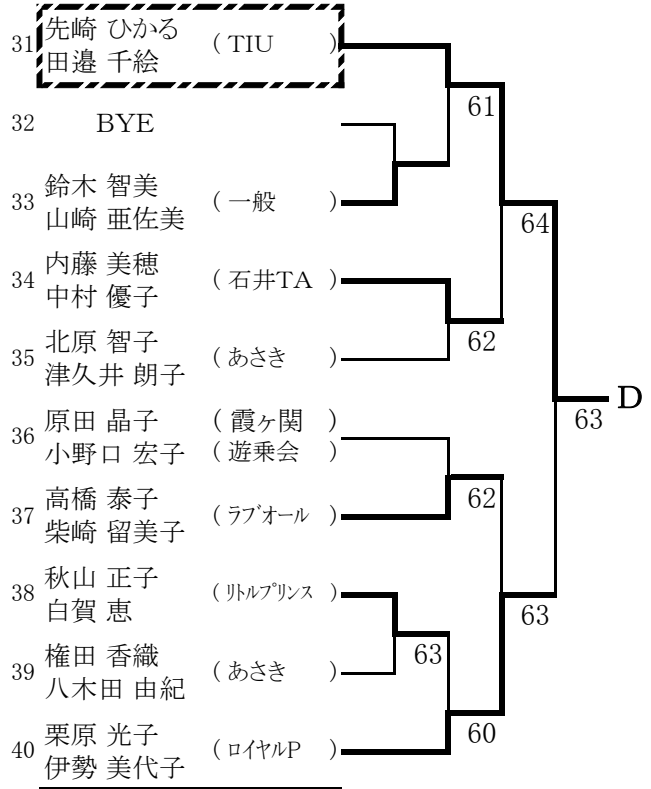 31 先崎 ひかる ( TIU )
田邉 千絵
32 BYE
61
33 鈴木 智美 ( 一般 )
山崎 亜佐美
64
34 内藤 美穂 ( 石井TA )
中村 優子
62
35 北原 智子 ( あさき )
津久井 朗子
D
63
36 原田 晶子 ( 霞ヶ関 )
小野口 宏子 ( 遊乗会 )
62
37 高橋 泰子 ( ラブオール )
柴崎 留美子
38 秋山 正子 ( リトルプリンス )
白賀 恵
63
63
39 権田 香織 ( あさき )
八木田 由紀
60
40 栗原 光子 ( ロイヤルP )
伊勢 美代子